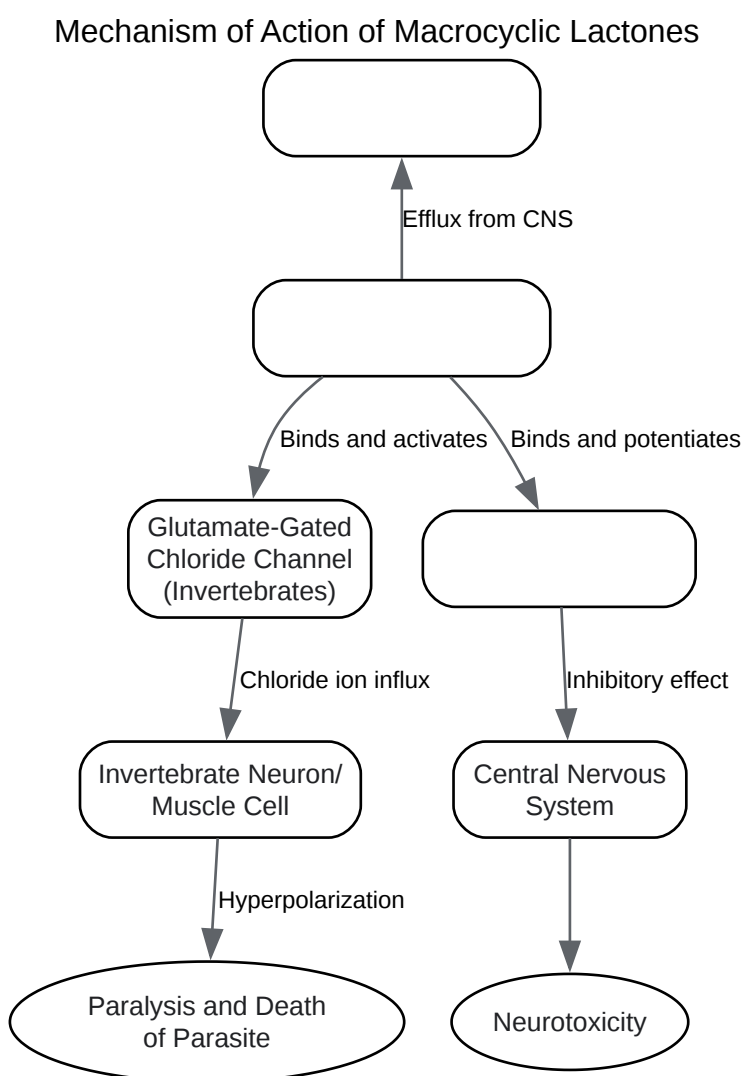 Mechanism of Action of Macrocyclic Lactones
Efflux from CNS
Binds and activates
Binds and potentiates
Glutamate-Gated
Chloride Channel
(Invertebrates)
Chloride ion influx
Inhibitory effect
Invertebrate Neuron/
Muscle Cell
Central Nervous
System
Hyperpolarization
Paralysis and Death
of Parasite
Neurotoxicity